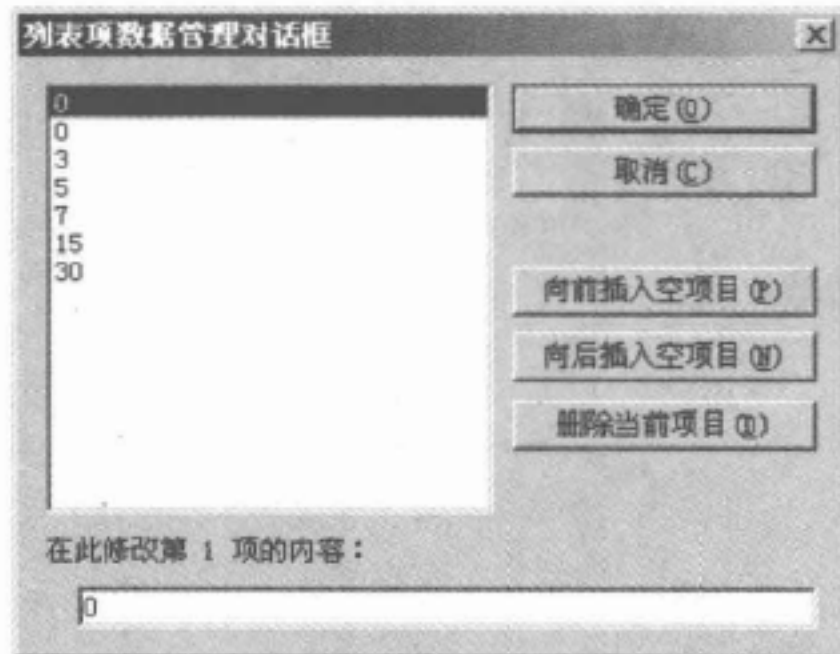 列表项数据管理对话框
0
0
3
5
7
15
30
确定(O)
取消(C)
向前插入空项目(P)
向后插入空项目(N)
删除当前项目(D)
在此修改第 1 项的内容：
0